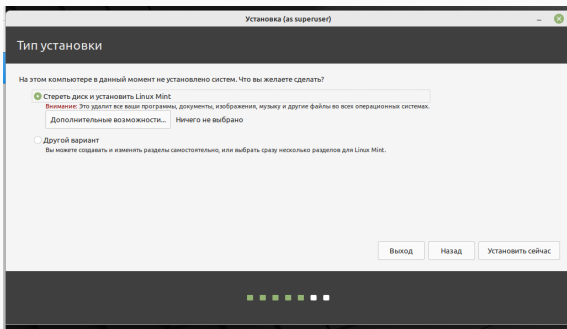 Установка (as superuser)
Тип установки
На этом компьютере в данный момент не установлено систем. Что вы желаете сделать?
Стереть диск и установить Linux Mint
Внимание: Это удалит все ваши программы, документы, изображения, музыку и другие файлы во всех операционных системах.
Дополнительные возможности... Ничего не выбрано
Другой вариант
Вы можете создавать и изменять разделы самостоятельно, или выбрать сразу несколько разделов для Linux Mint.
Выход Назад Установить сейчас